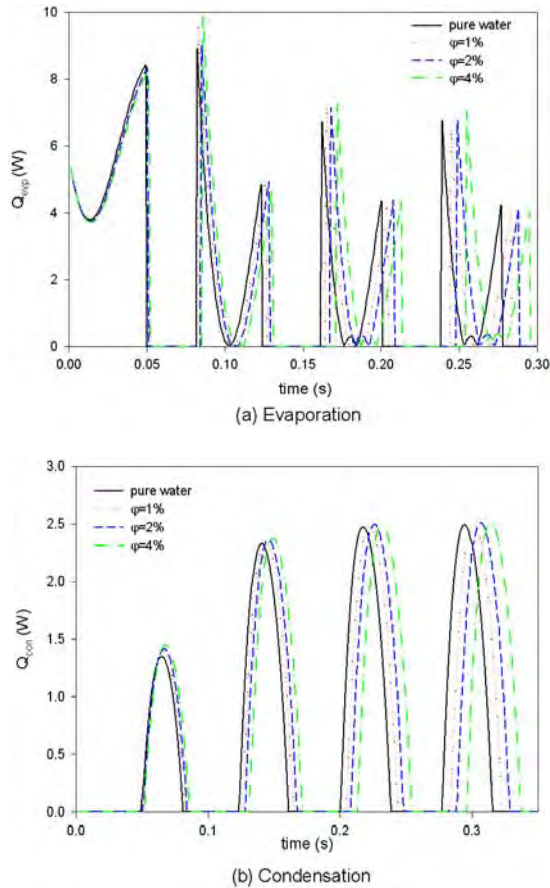 10
8
6
4
2
0
Q_evp (W)
pure water
φ=1%
φ=2%
φ=4%
0.00 0.05 0.10 0.15 0.20 0.25 0.30
time (s)
(a) Evaporation
3.0
2.5
2.0
1.5
1.0
0.5
0.0
Q_con (W)
pure water
φ=1%
φ=2%
φ=4%
0.0 0.1 0.2 0.3
time (s)
(b) Condensation